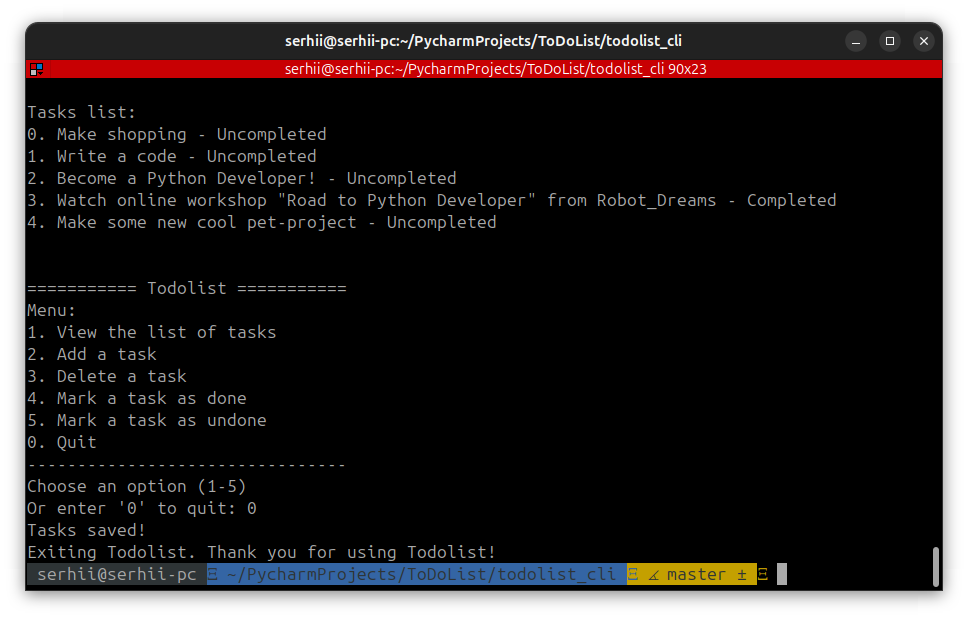 serhii@serhii-pc:~/PycharmProjects/ToDoList/todolist_cli
serhii@serhii-pc:~/PycharmProjects/ToDoList/todolist_cli 90x23
Tasks list:
0. Make shopping - Uncompleted
1. Write a code - Uncompleted
2. Become a Python Developer! - Uncompleted
3. Watch online workshop "Road to Python Developer" from Robot_Dreams - Completed
4. Make some new cool pet-project - Uncompleted
=========== Todolist ===========
Menu:
1. View the list of tasks
2. Add a task
3. Delete a task
4. Mark a task as done
5. Mark a task as undone
0. Quit
--------------------------------
Choose an option (1-5)
Or enter '0' to quit: 0
Tasks saved!
Exiting Todolist. Thank you for using Todolist!
serhii@serhii-pc ~/PycharmProjects/ToDoList/todolist_cli master ±